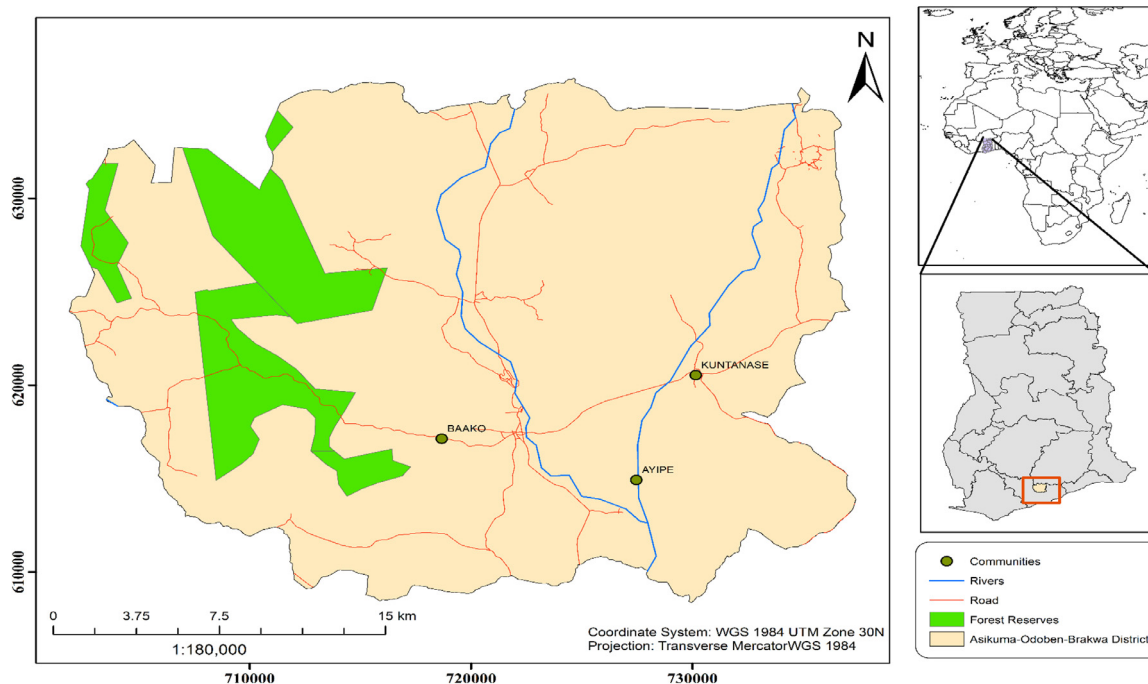 N
630000
620000
610000
KUNTANASE
BAAKO
AYIPE
0 3.75 7.5 15 km
1:180,000
Coordinate System: WGS 1984 UTM Zone 30N
Projection: Transverse MercatorWGS 1984
710000 720000 730000
Communities
Rivers
Road
Forest Reserves
Asikuma-Odoben-Brakwa District